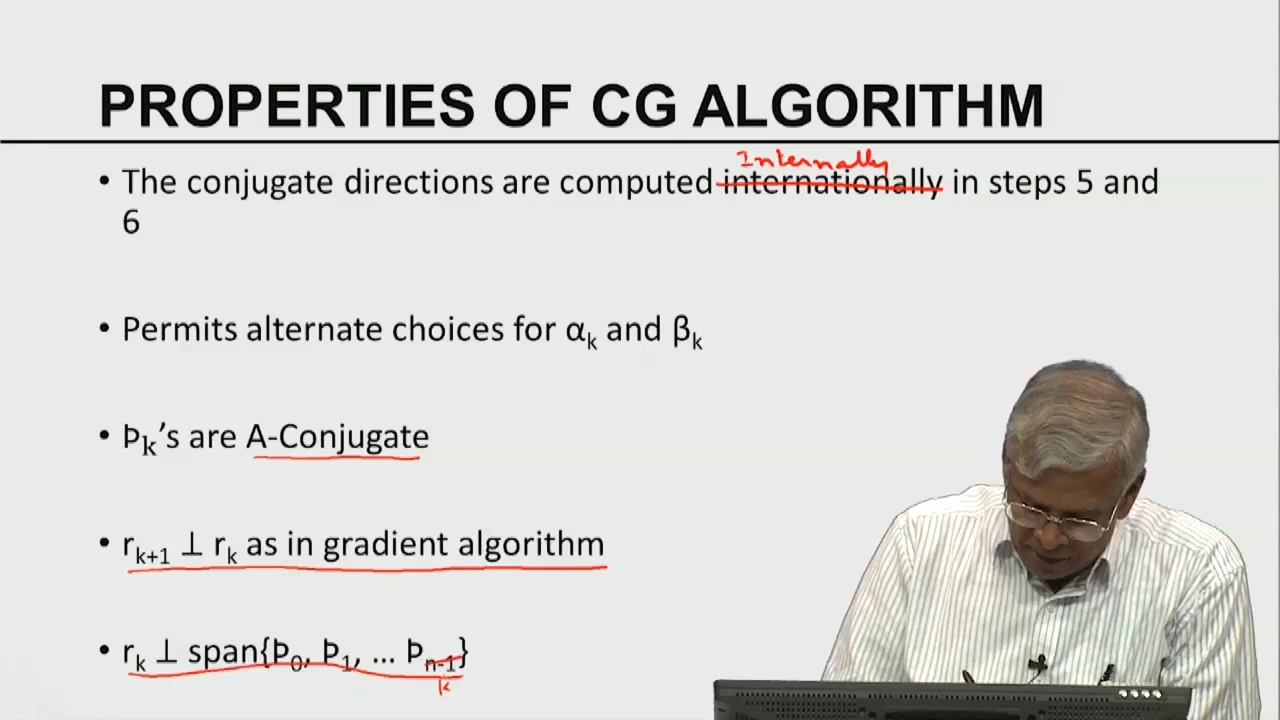 PROPERTIES OF CG ALGORITHM
Internally
• The conjugate directions are computed internationally in steps 5 and
6
• Permits alternate choices for αₖ and βₖ
• Þk's are A-Conjugate
• rₖ₊₁ ⊥ rₖ as in gradient algorithm
• rₖ ⊥ span{Þ₀, Þ₁, ... Þₙ₋₁}
k